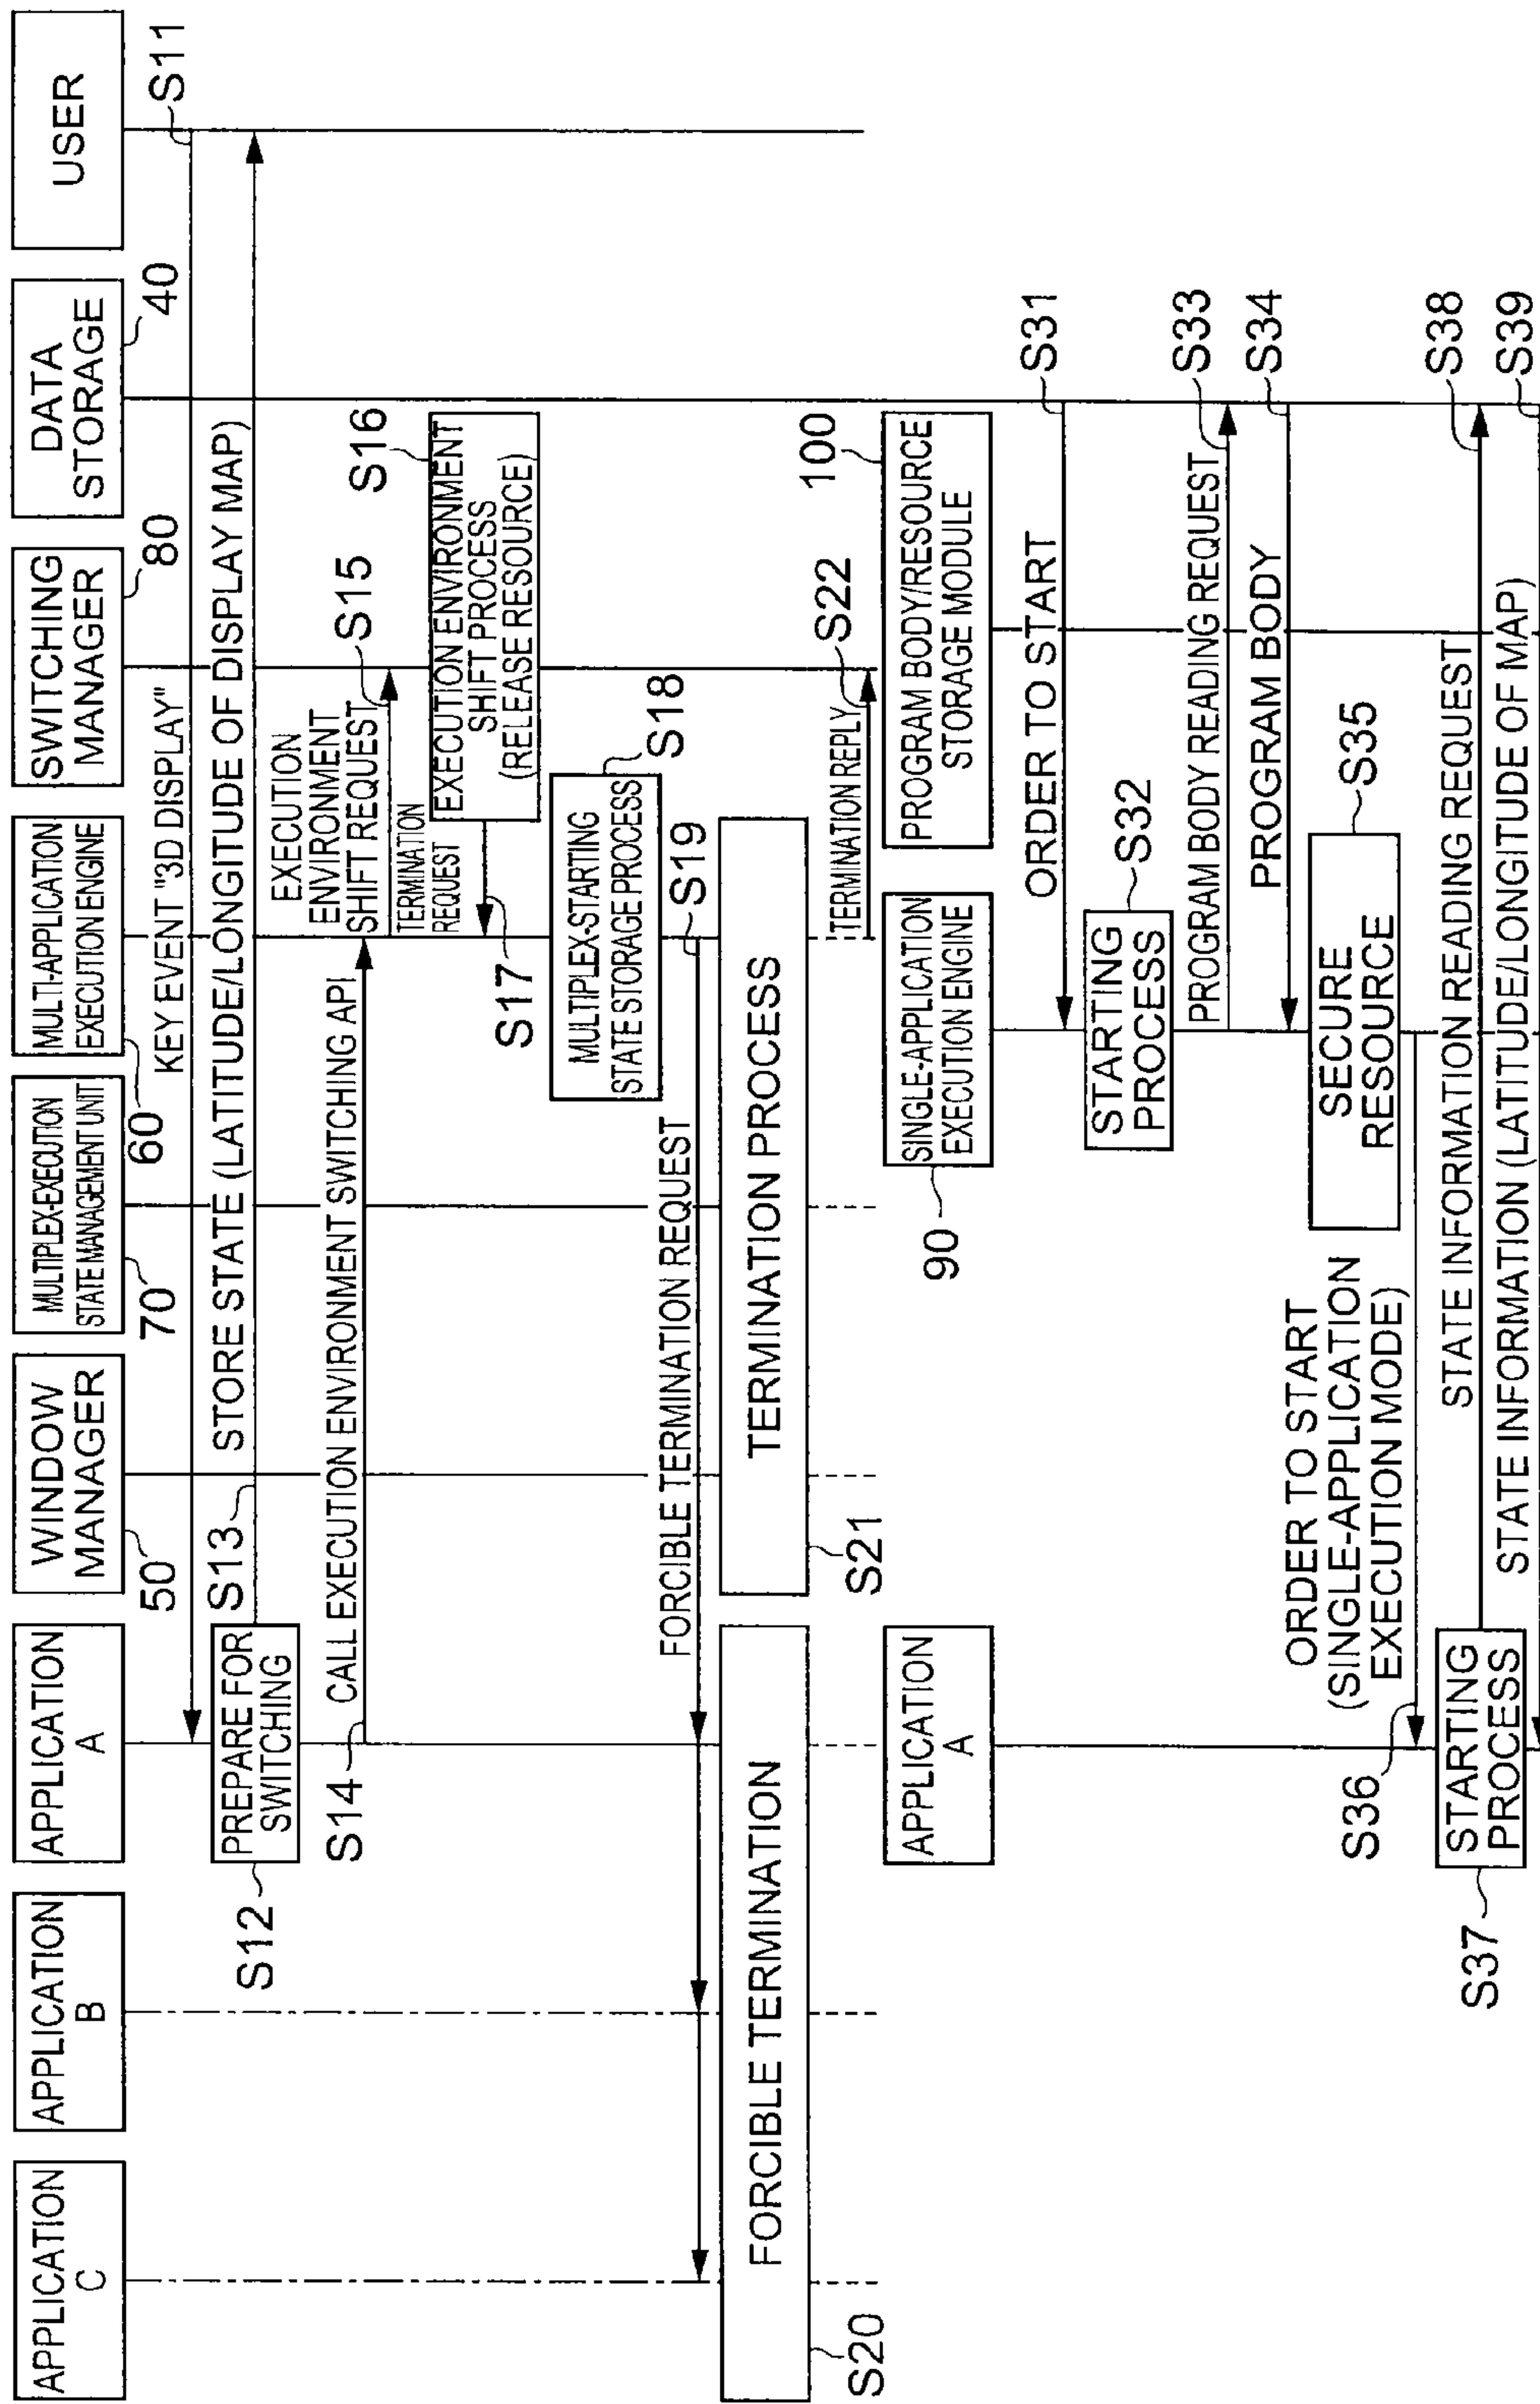 APPLICATION
C
APPLICATION
B
APPLICATION
A
WINDOW
MANAGER
50
MULTIPLEX-EXECUTION
STATE MANAGEMENT UNIT
70
MULTI-APPLICATION
EXECUTION ENGINE
60
SWITCHING
MANAGER
80
DATA
STORAGE
40
USER
KEY EVENT "3D DISPLAY"
S11
PREPARE FOR
SWITCHING
S12
S13
STORE STATE (LATITUDE/LONGITUDE OF DISPLAY MAP)
S14
CALL EXECUTION ENVIRONMENT SWITCHING API
EXECUTION
ENVIRONMENT
SHIFT REQUEST
S15
EXECUTION ENVIRONMENT
SHIFT PROCESS
(RELEASE RESOURCE)
S16
TERMINATION
REQUEST
S17
MULTIPLEX-STARTING
STATE STORAGE PROCESS
S18
FORCIBLE TERMINATION REQUEST
S19
FORCIBLE TERMINATION
S20
TERMINATION PROCESS
S21
TERMINATION REPLY
S22
APPLICATION
A
SINGLE-APPLICATION
EXECUTION ENGINE
90
PROGRAM BODY/RESOURCE
STORAGE MODULE
100
ORDER TO START
S31
STARTING
PROCESS
S32
PROGRAM BODY READING REQUEST
S33
PROGRAM BODY
S34
SECURE
RESOURCE
S35
ORDER TO START
(SINGLE-APPLICATION
EXECUTION MODE)
S36
STARTING
PROCESS
S37
STATE INFORMATION READING REQUEST
S38
STATE INFORMATION (LATITUDE/LONGITUDE OF MAP)
S39